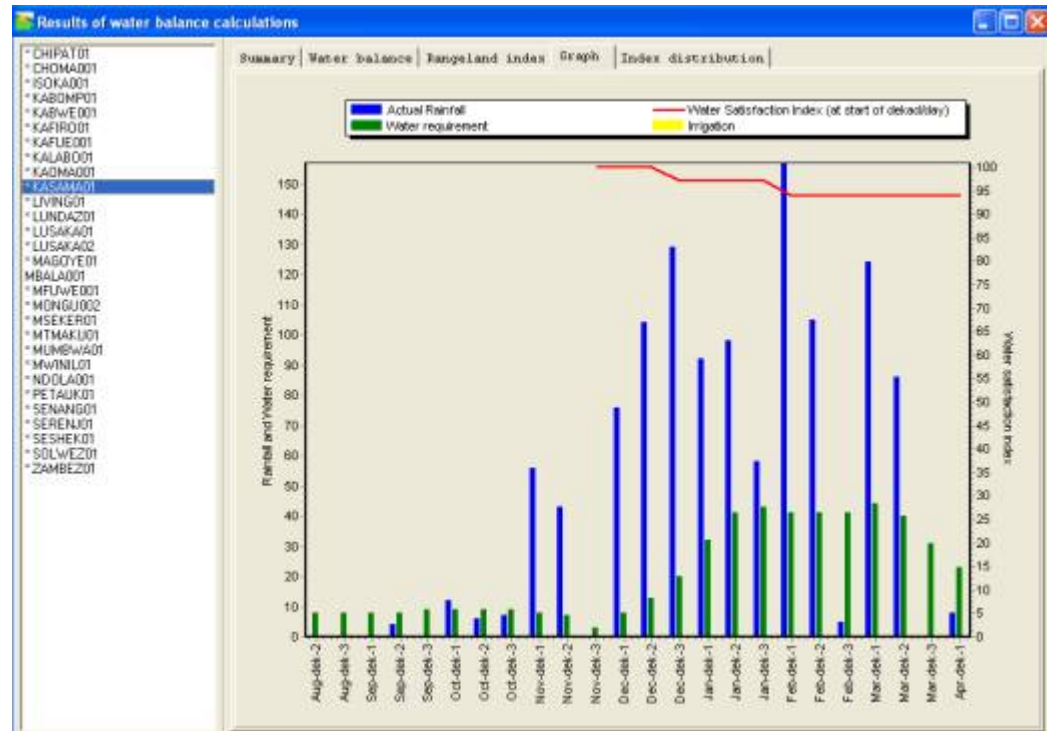 Results of water balance calculations
* CHIPAT01
* CHOMA001
* ISOKA001
* KABOMP01
* KABWE001
* KAFIRO01
* KAFUE001
* KALABO01
* KAOMA001
* KASAMA01
* LIVING01
* LUNDAZ01
* LUSAKA01
* LUSAKA02
* MAGOYE01
MBALA001
* MFUWE001
* MONGU002
* MSEKER01
* MTMAKU01
* MUMBWA01
* MWINIL01
* NDOLA001
* PETAUK01
* SENANG01
* SERENJ01
* SESHEK01
* SOLWEZ01
* ZAMBEZ01
Summary Water balance Rangeland index Graph Index distribution
Actual Rainfall Water Satisfaction Index (at start of dekad/day)
Water requirement Irrigation
Rainfall and Water requirement
150
140
130
120
110
100
90
80
70
60
50
40
30
20
10
0
100
95
90
85
80
75
70
65
60
55
50
45
40
35
30
25
20
15
10
5
0
Water satisfaction index
Aug-dek-2
Aug-dek-3
Sep-dek-1
Sep-dek-2
Sep-dek-3
Oct-dek-1
Oct-dek-2
Oct-dek-3
Nov-dek-1
Nov-dek-2
Nov-dek-3
Dec-dek-1
Dec-dek-2
Dec-dek-3
Jan-dek-1
Jan-dek-2
Jan-dek-3
Feb-dek-1
Feb-dek-2
Feb-dek-3
Mar-dek-1
Mar-dek-2
Mar-dek-3
Apr-dek-1